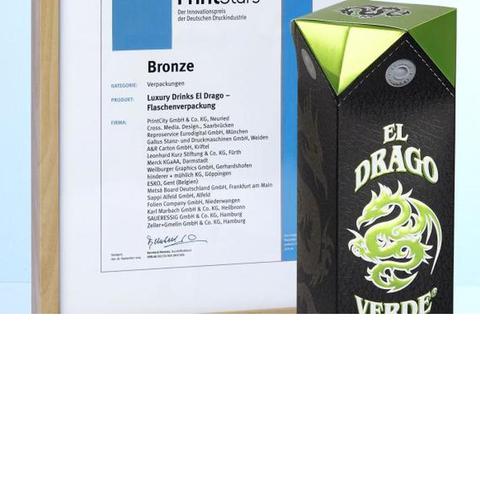 PrintStars
Der Innovationspreis
der Deutschen Druckindustrie
Bronze
KATEGORIE: Verpackungen
PRODUKT: Luxury Drinks El Drago –
Flaschenverpackung
FIRMA: PrintCity GmbH & Co. KG, Neuried
Cross. Media. Design., Saarbrücken
Reproservice Eurodigital GmbH, München
Gallus Stanz- und Druckmaschinen GmbH, Weiden
A&R Carton GmbH, Kriftel
Leonhard Kurz Stiftung & Co. KG, Fürth
Merck KGaAA, Darmstadt
Weilburger Graphics GmbH, Gerhardshofen
hinderer + mühlich KG, Göppingen
ESKO, Gent (Belgien)
Metsä Board Deutschland GmbH, Frankfurt am Main
Sappi Alfeld GmbH, Alfeld
Folien Company GmbH, Niederwangen
Karl Marbach GmbH & Co. KG, Heilbronn
SAUERESSIG GmbH & Co. KG, Hamburg
Zeller+Gmelin GmbH & Co. KG, Hamburg
EL
DRAGO
VERDE®